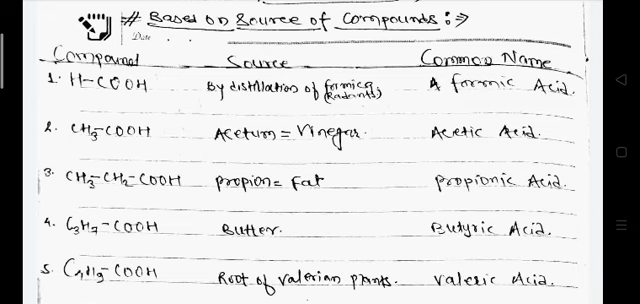 # Based on Source of Compounds :⇒
Date
Compound Source Common Name
1. H-COOH By distillation of formica A formic Acid.
(Red ants)
2. CH₃-COOH Acetum = Vinegar. Acetic Acid.
3. CH₃-CH₂-COOH propion = fat propionic Acid.
4. C₃H₇-COOH Butter. Butyric Acid.
5. C₄H₉-COOH Root of valerian plants. Valeric Acid.